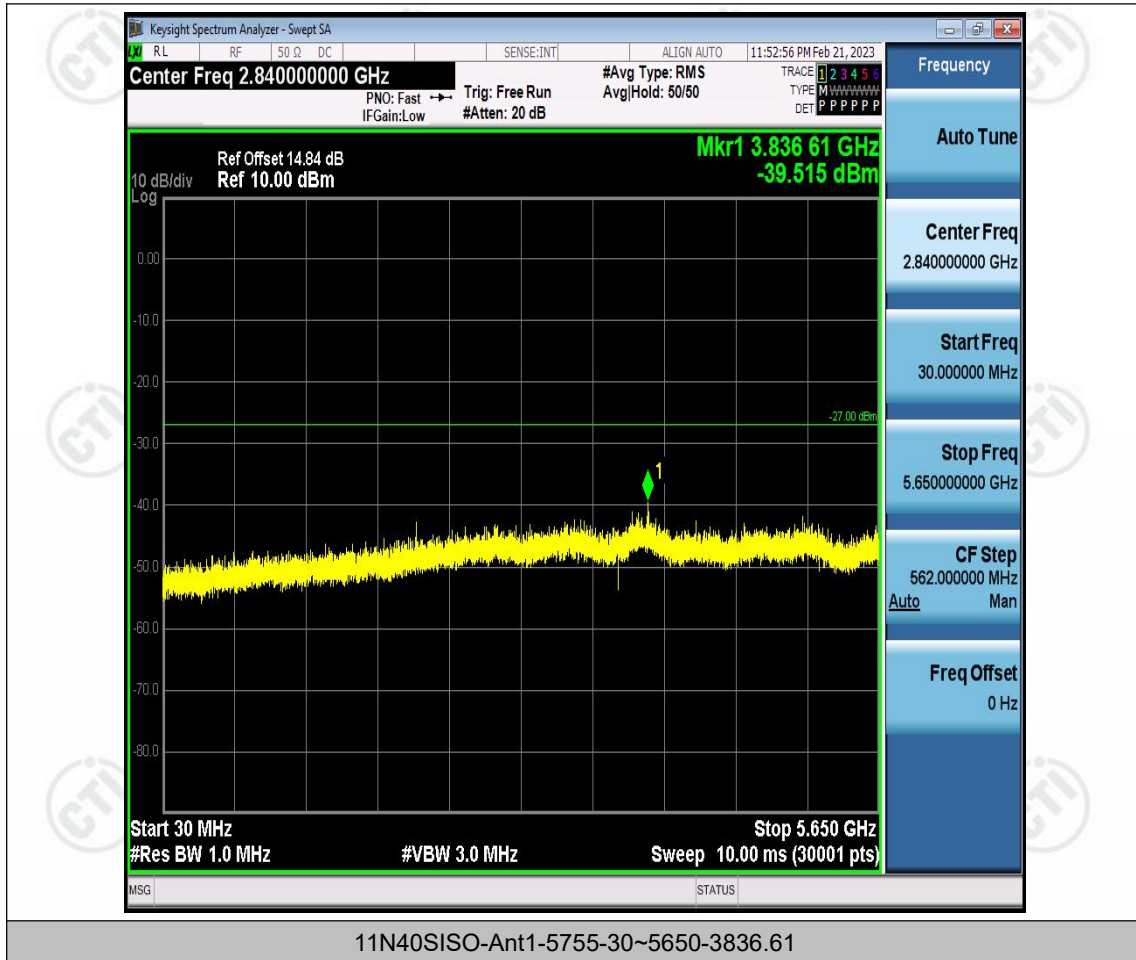 Keysight Spectrum Analyzer - Swept SA
LXI RL RF 50 Ω DC SENSE:INT ALIGN AUTO 11:52:56 PM Feb 21, 2023
Center Freq 2.840000000 GHz
PNO: Fast
IFGain:Low
Trig: Free Run
#Atten: 20 dB
#Avg Type: RMS
Avg|Hold: 50/50
TRACE 1 2 3 4 5 6
TYPE M WWWWW
DET P P P P P P
Mkr1 3.836 61 GHz
-39.515 dBm
Ref Offset 14.84 dB
10 dB/div Ref 10.00 dBm
Log
0.00
-10.0
-20.0
-27.00 dBm
-30.0
1
-40.0
-50.0
-60.0
-70.0
-80.0
Start 30 MHz Stop 5.650 GHz
#Res BW 1.0 MHz #VBW 3.0 MHz Sweep 10.00 ms (30001 pts)
MSG STATUS
Frequency
Auto Tune
Center Freq
2.840000000 GHz
Start Freq
30.000000 MHz
Stop Freq
5.650000000 GHz
CF Step
562.000000 MHz
Auto Man
Freq Offset
0 Hz
CTI
CTI
CTI
CTI
CTI
CTI
11N40SISO-Ant1-5755-30~5650-3836.61